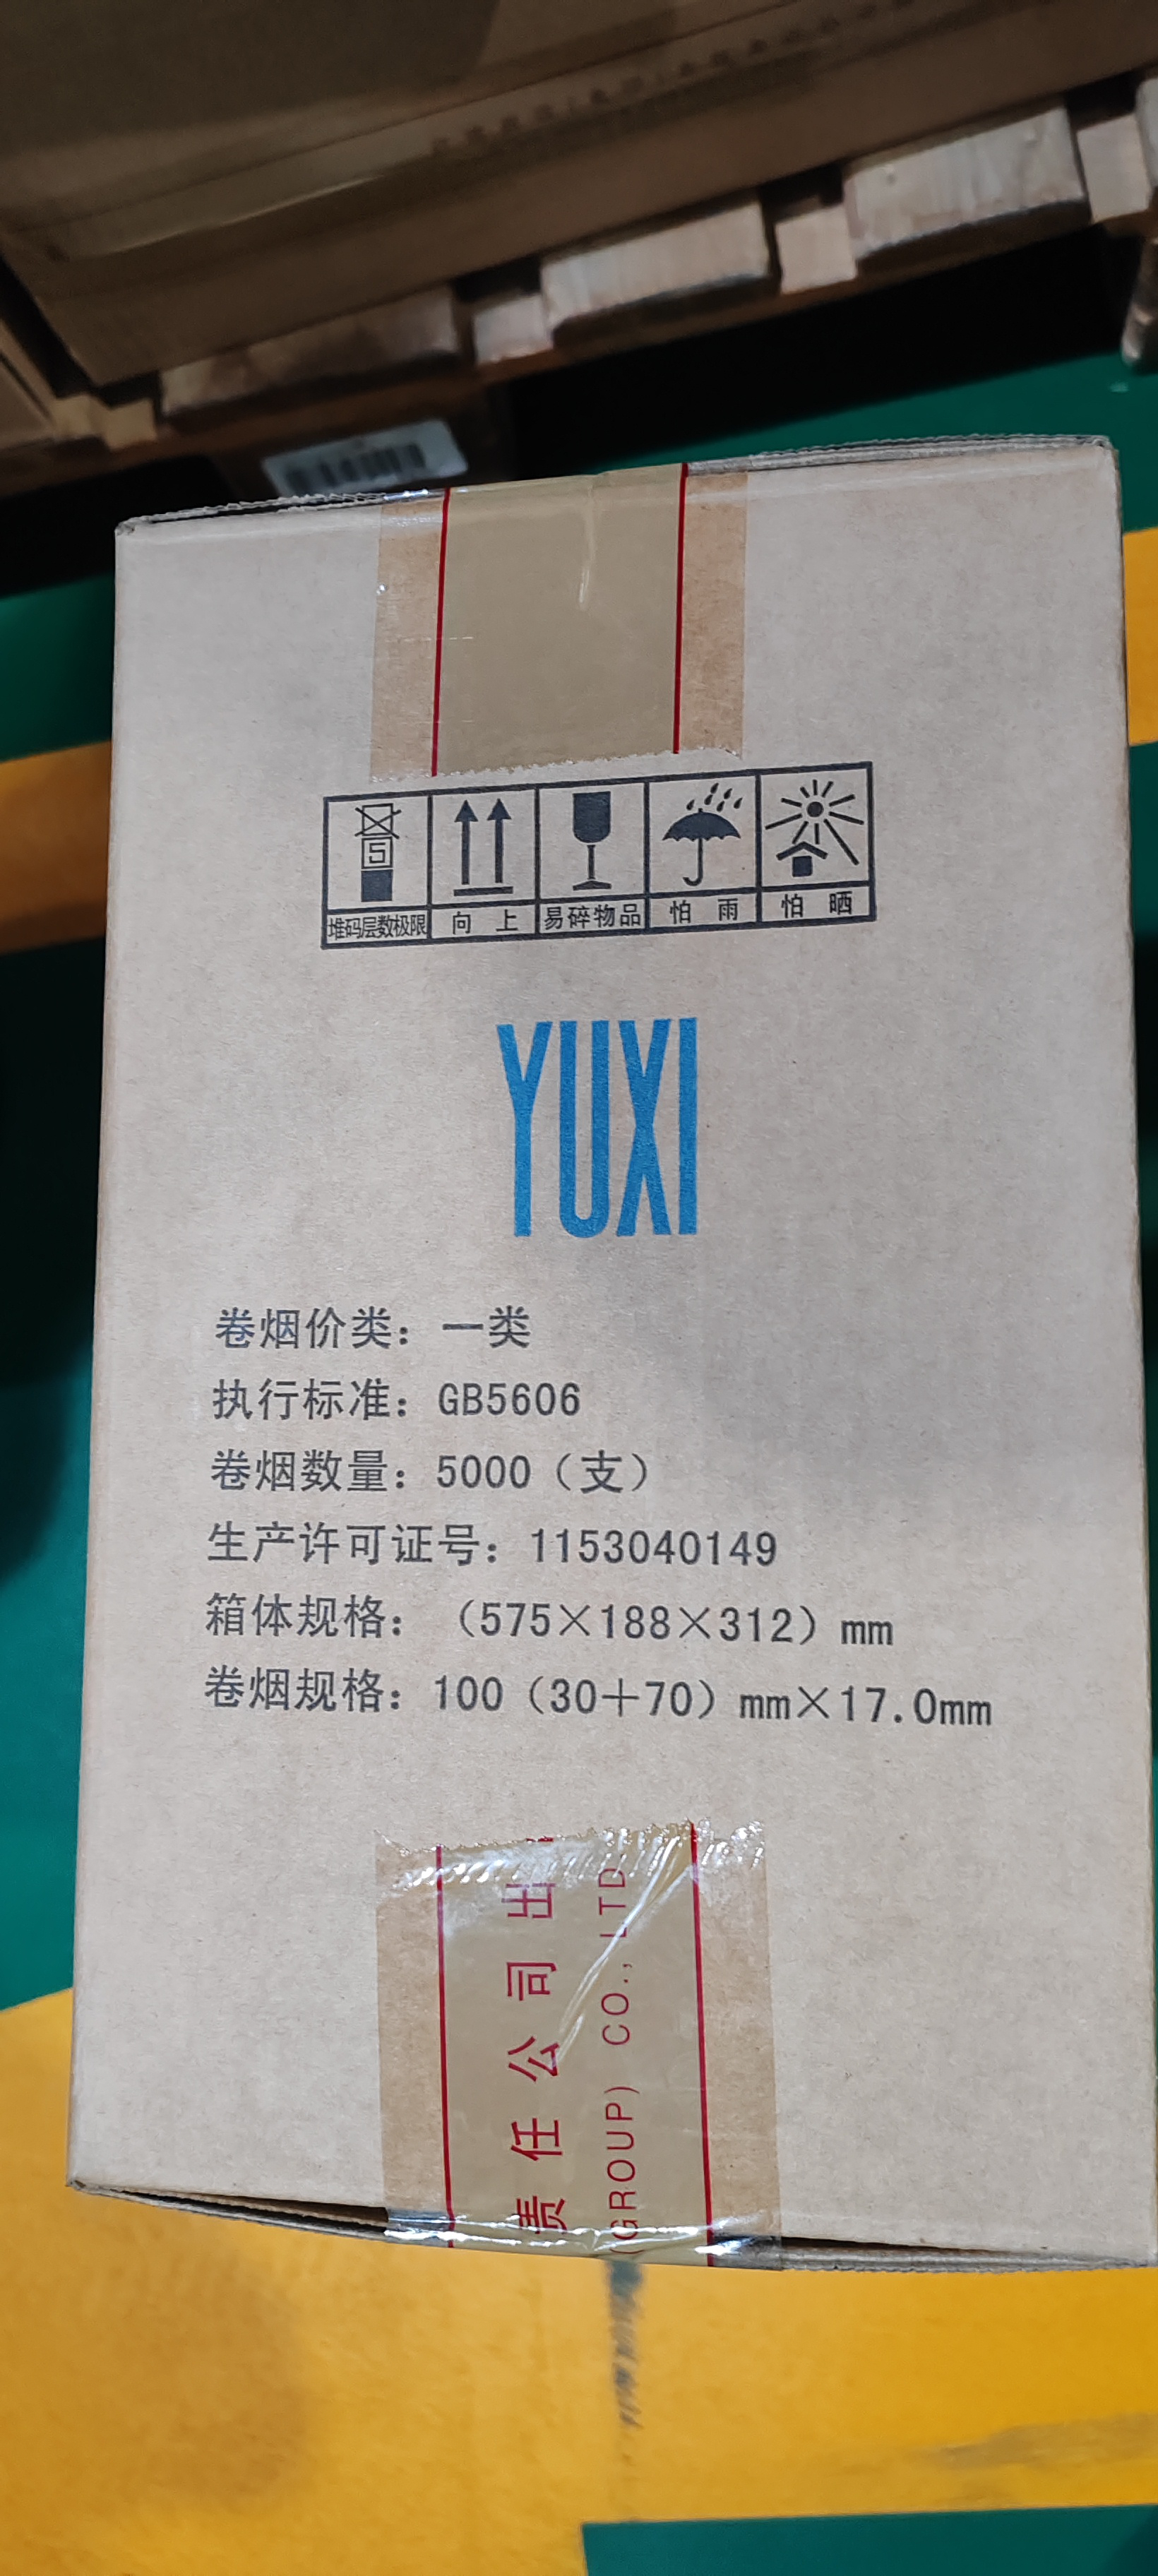 5
堆码层数极限 向 上 易碎物品 怕 雨 怕 晒
YUXI
卷烟价类：一类
执行标准：GB5606
卷烟数量：5000（支）
生产许可证号：1153040149
箱体规格：（575×188×312）mm
卷烟规格：100（30+70）mm×17.0mm
责任公司出
(GROUP) CO., LTD